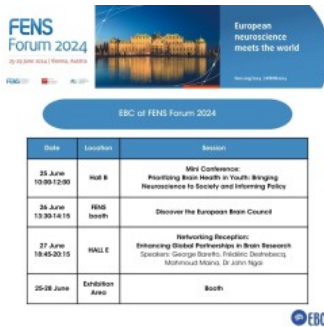 FENS
Forum 2024
25-29 June 2024 | Vienna, Austria
European
neuroscience
meets the world
FENS
EBC at FENS Forum 2024
Date
Location
Session
25 June
10:00-12:00
Hall B
Mini Conference:
Prioritizing Brain Health in Youth: Bringing
Neuroscience to Society and Informing Policy
26 June
13:30-14:15
FENS
booth
Discover the European Brain Council
27 June
18:45-20:15
HALL E
Networking Reception:
Enhancing Global Partnerships in Brain Research
Speakers: George Baretto, Frédéric Destrebecq,
Mahmoud Maina, Dr John Ngai
25-28 June
Exhibition
Area
Booth
EBC